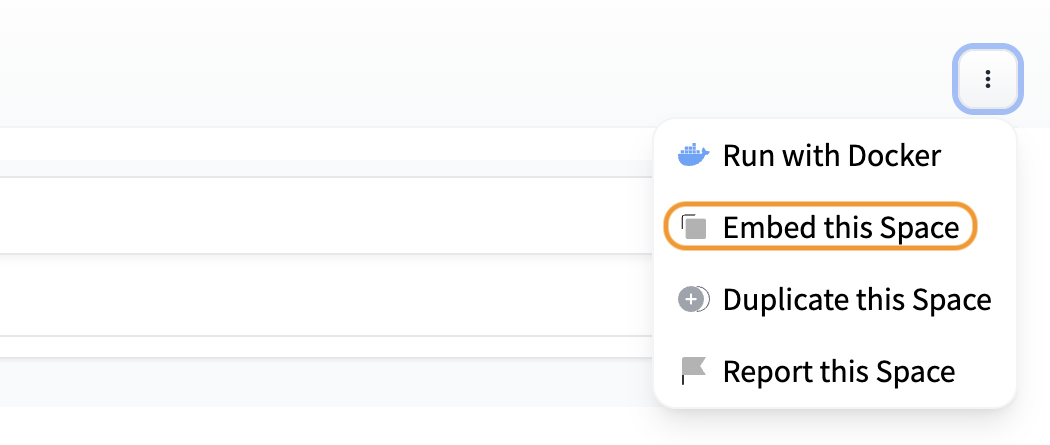 Run with Docker
Embed this Space
Duplicate this Space
Report this Space